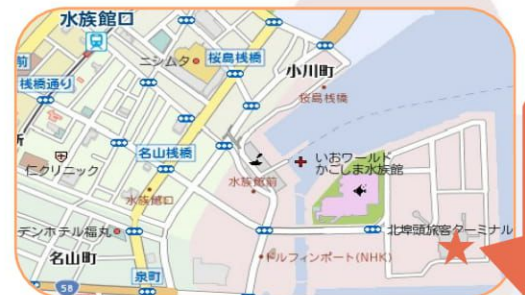 水族館口
前
桟橋通り
ニシムタ
桜島桟橋
小川町
桜島桟橋
名山桟橋
仁クリニック
水族館前
いおワールド
かごしま水族館
水族館口
デンホテル福丸
北埠頭旅客ターミナル
名山町
ドルフィンポート(NHK)
泉町
58